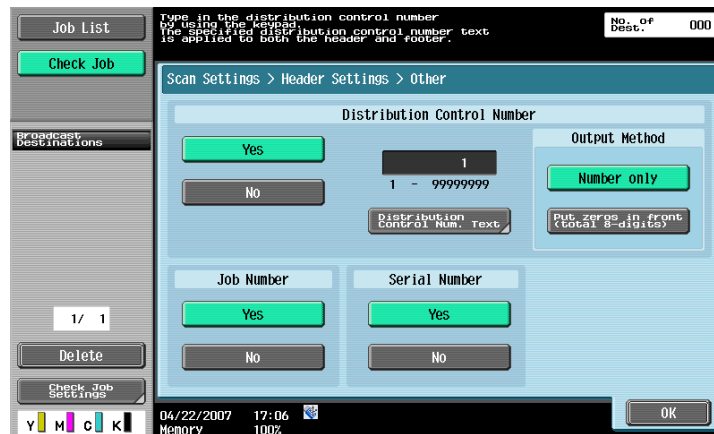 Job List
Check Job
Type in the distribution control number
by using the keypad.
The specified distribution control number text
is applied to both the header and footer.
No. of
Dest.
000
Scan Settings > Header Settings > Other
Broadcast
Destinations
Distribution Control Number
Yes
No
1
1 - 99999999
Distribution
Control Num. Text
Output Method
Number only
Put zeros in front
(total 8-digits)
Job Number
Yes
No
Serial Number
Yes
No
1/ 1
Delete
Check Job
Settings
Y M C K
04/22/2007 17:06
Memory 100%
OK